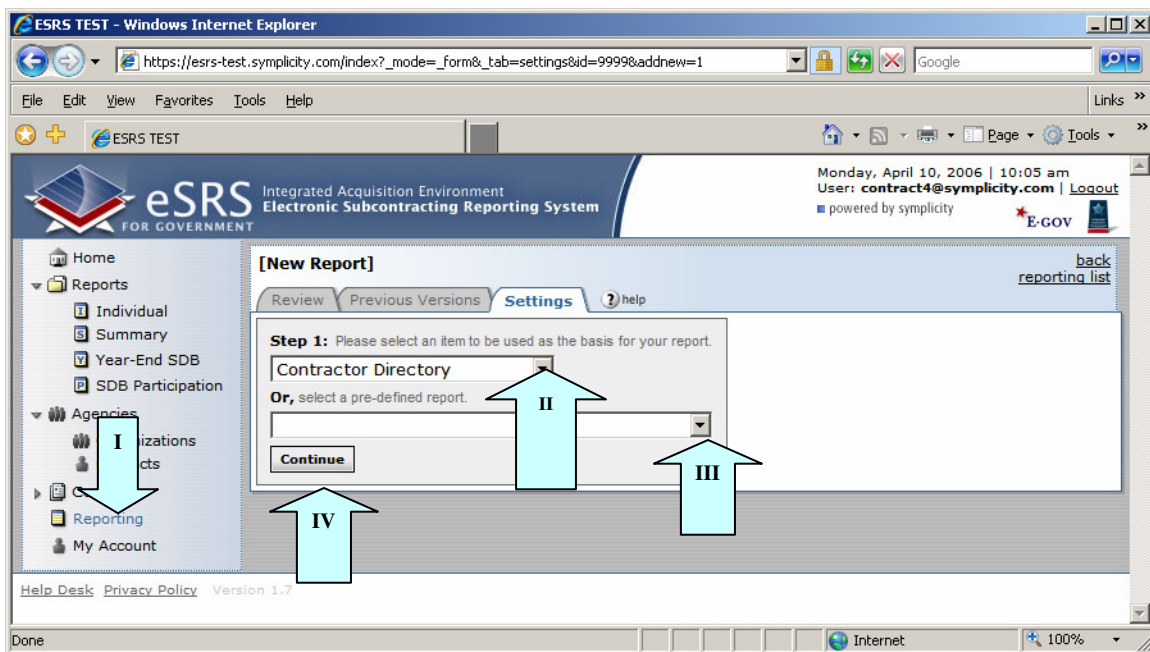 ESRS TEST - Windows Internet Explorer
https://esrs-test.symplicity.com/index?_mode=_form&_tab=settings&id=9999&addnew=1
Google
File Edit View Favorites Tools Help
Links »
ESRS TEST
Page Tools »
eSRS
FOR GOVERNMENT
Integrated Acquisition Environment
Electronic Subcontracting Reporting System
Monday, April 10, 2006 | 10:05 am
User: contract4@symplicity.com | Logout
powered by symplicity
E-GOV
Home
Reports
I Individual
S Summary
Y Year-End SDB
P SDB Participation
Agencies
izations
cts
Reporting
My Account
[New Report]
back
reporting list
Review Previous Versions Settings ? help
Step 1: Please select an item to be used as the basis for your report.
Contractor Directory
Or, select a pre-defined report.
Continue
I
II
III
IV
Help Desk Privacy Policy Version 1.7
Done
Internet
100%